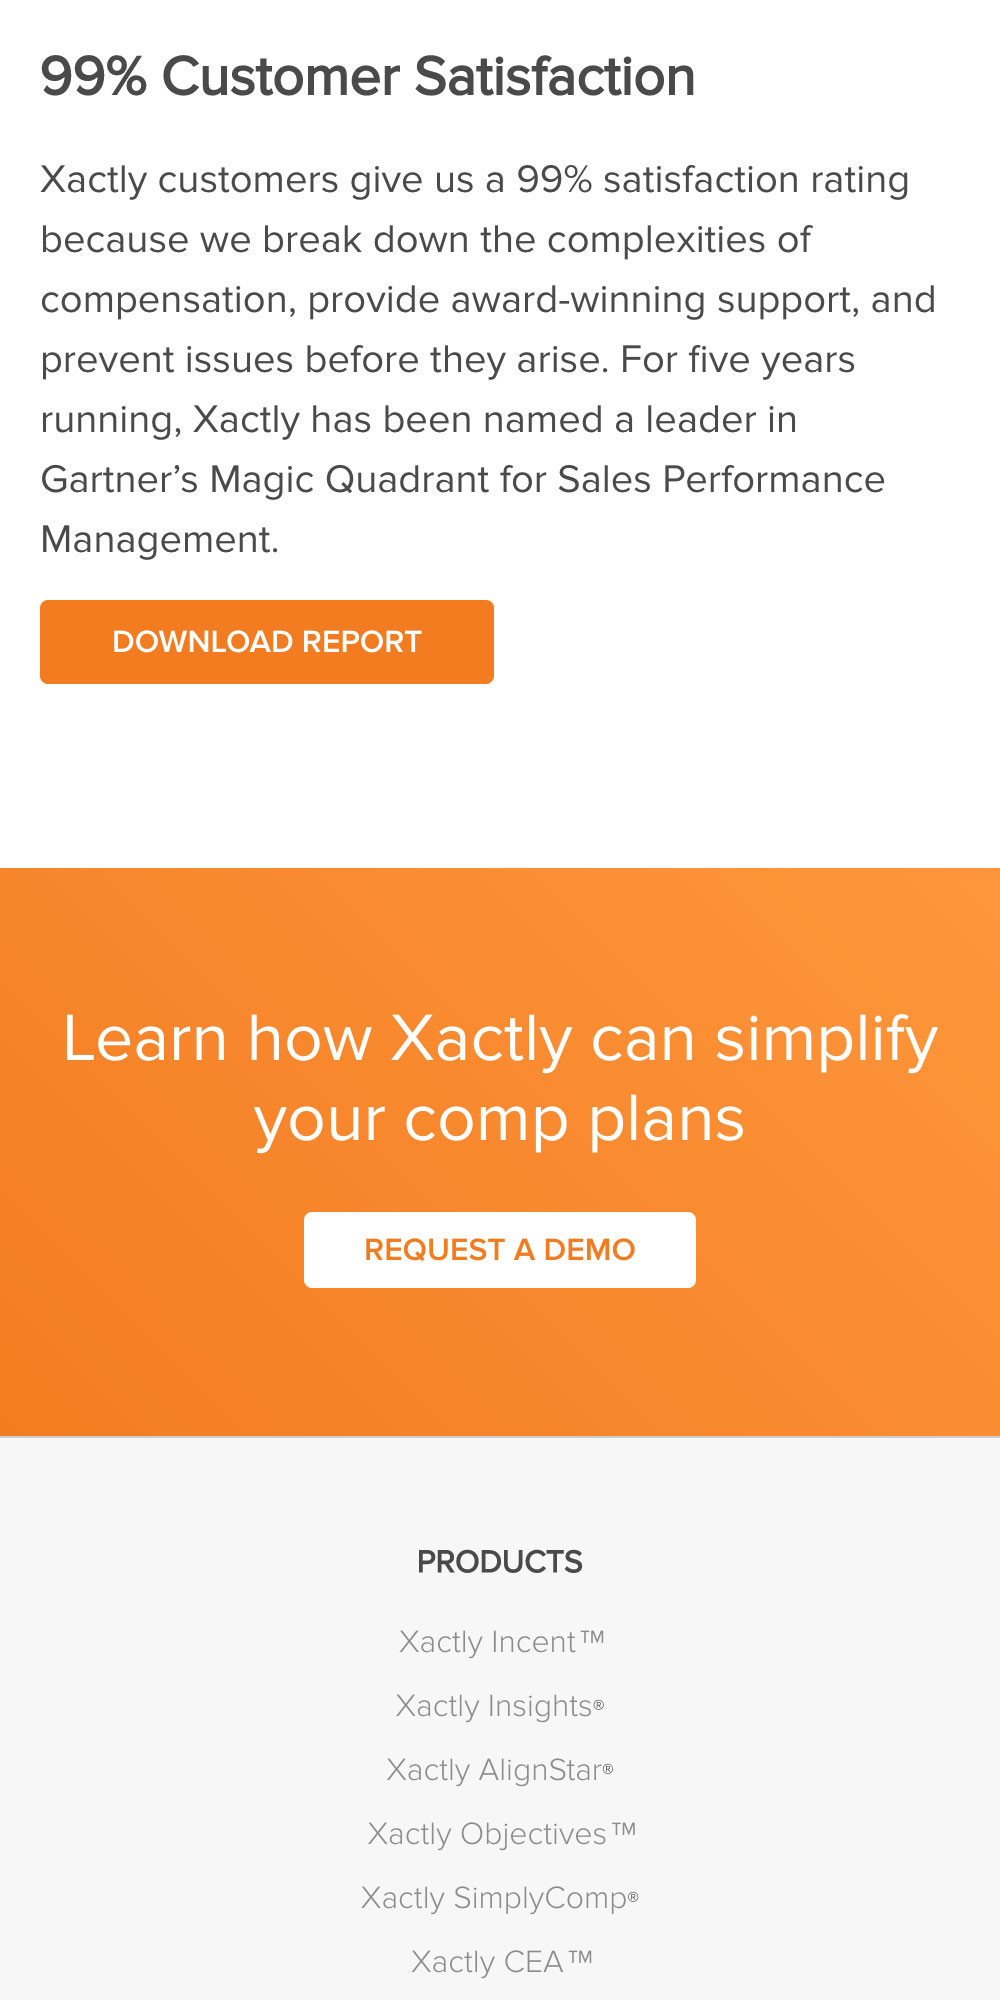 99% Customer Satisfaction
Xactly customers give us a 99% satisfaction rating
because we break down the complexities of
compensation, provide award-winning support, and
prevent issues before they arise. For five years
running, Xactly has been named a leader in
Gartner’s Magic Quadrant for Sales Performance
Management.
DOWNLOAD REPORT
Learn how Xactly can simplify
your comp plans
REQUEST A DEMO
PRODUCTS
Xactly Incent™
Xactly Insights®
Xactly AlignStar®
Xactly Objectives™
Xactly SimplyComp®
Xactly CEA™